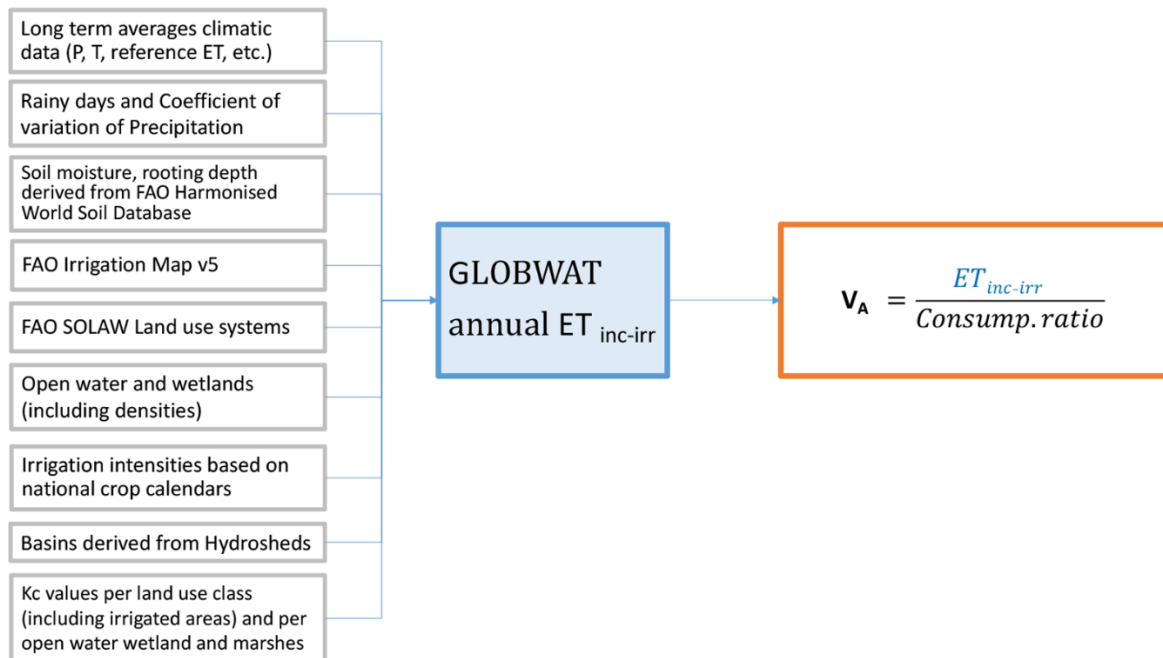 Long term averages climatic
data (P, T, reference ET, etc.)
Rainy days and Coefficient of
variation of Precipitation
Soil moisture, rooting depth
derived from FAO Harmonised
World Soil Database
FAO Irrigation Map v5
FAO SOLAW Land use systems
Open water and wetlands
(including densities)
Irrigation intensities based on
national crop calendars
Basins derived from Hydrosheds
Kc values per land use class
(including irrigated areas) and per
open water wetland and marshes
GLOBWAT
annual ET inc-irr
V_A = ET_inc-irr / Consump.ratio